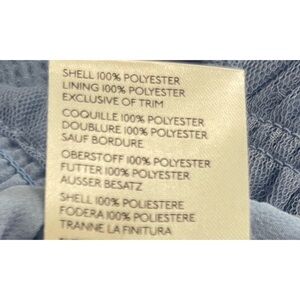 SHELL 100% POLYESTER
LINING 100% POLYESTER
EXCLUSIVE OF TRIM
COQUILLE 100% POLYESTER
DOUBLURE 100% POLYESTER
SAUF BORDURE
OBERSTOFF 100% POLYESTER
FUTTER 100% POLYESTER
AUSSER BESATZ
SHELL 100% POLIESTERE
FODERA 100% POLIESTERE
TRANNE LA FINITURA